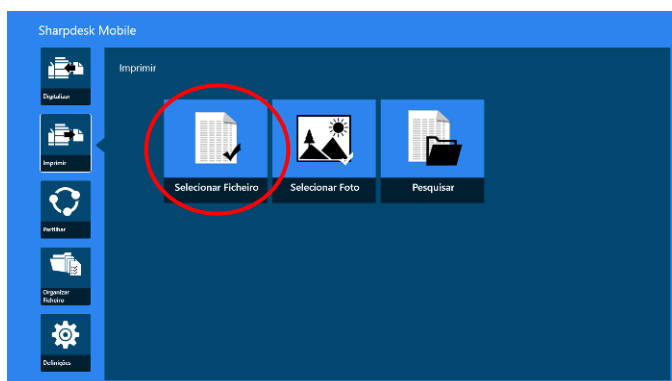 Sharpdesk Mobile
Digitalizar
Imprimir
Partilhar
Organizar
Ficheiro
Definições
Imprimir
Selecionar Ficheiro
Selecionar Foto
Pesquisar